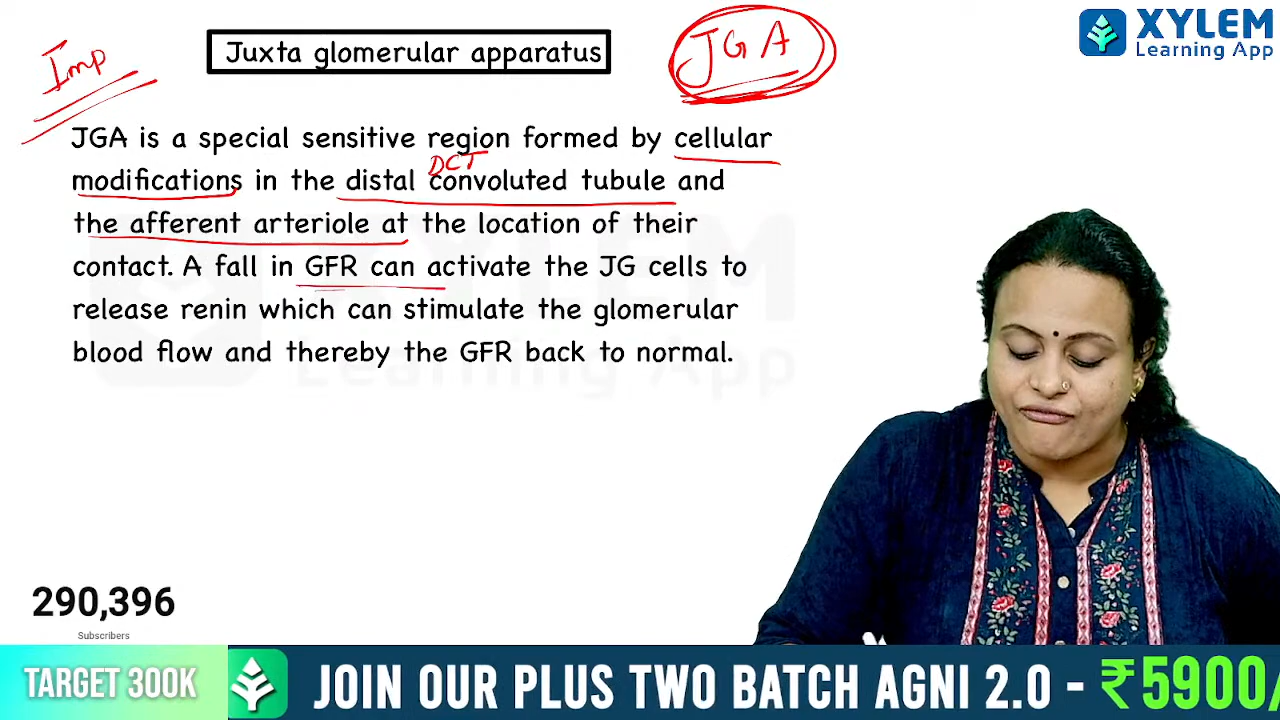 Imp
Juxta glomerular apparatus
JGA
XYLEM
Learning App
JGA is a special sensitive region formed by cellular
DCT
modifications in the distal convoluted tubule and
the afferent arteriole at the location of their
contact. A fall in GFR can activate the JG cells to
release renin which can stimulate the glomerular
blood flow and thereby the GFR back to normal.
XYLEM
Learning App
290,396
Subscribers
TARGET 300K
JOIN OUR PLUS TWO BATCH AGNI 2.0 - ₹5900/